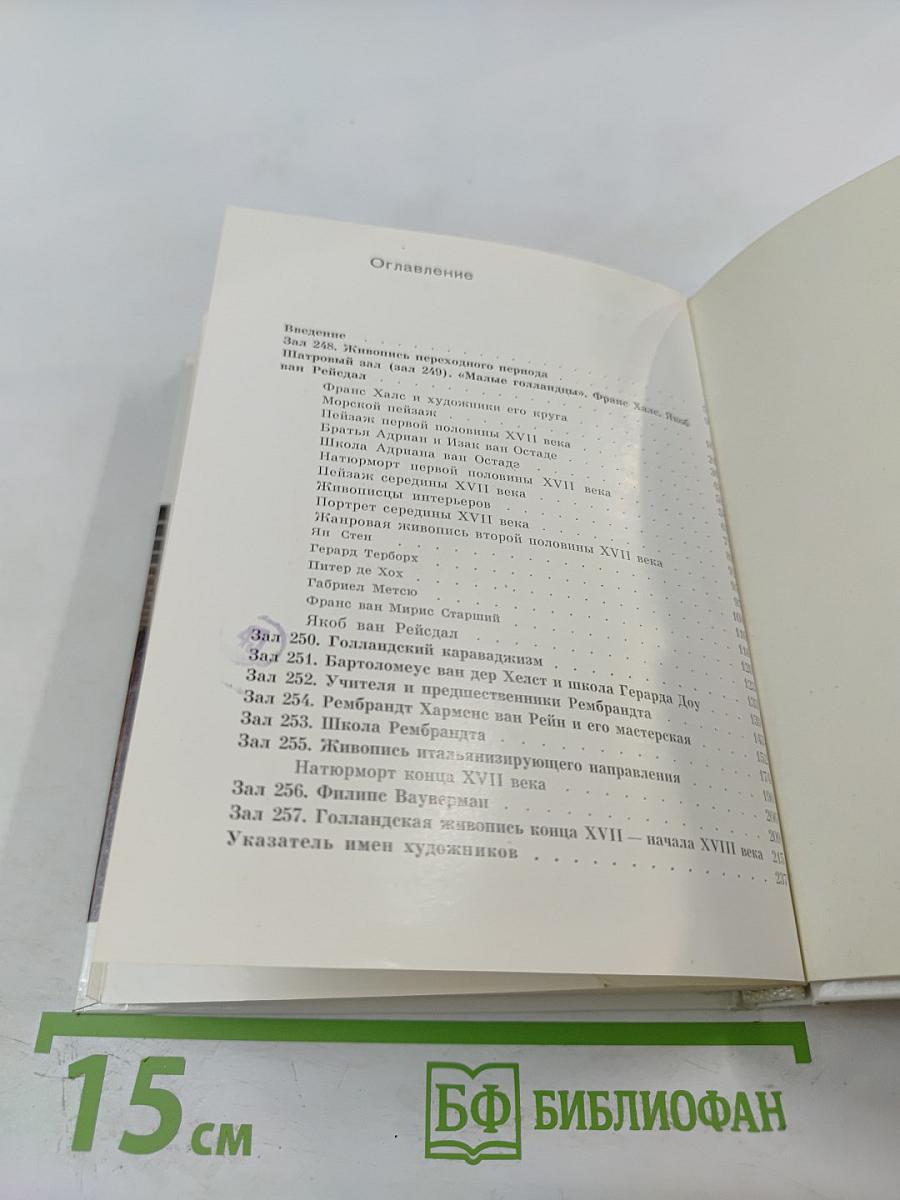 Оглавление
Введение . . . . . . . . . .
Зал 248. Живопись переходного периода . . . . . .
Шатровый зал (зал 249). «Малые голландцы». Франс Халс, Якоб
ван Рейсдал . . . . . . . . . .
Франс Халс и художники его круга . . . . .
Морской пейзаж . . . . . . . . .
Пейзаж первой половины XVII века . . . . .
Братья Адриан и Изак ван Остаде . . . . .
Школа Адриана ван Остаде . . . . . .
Натюрморт первой половины XVII века . . . .
Пейзаж середины XVII века . . . . . .
Живописцы интерьеров . . . . . . .
Портрет середины XVII века . . . . . .
Жанровая живопись второй половины XVII века . . .
Ян Стен . . . . . . . . . .
Герард Терборх . . . . . . . . .
Питер де Хох . . . . . . . . .
Габриел Метсю . . . . . . . . .
Франс ван Мирис Старший . . . . . .
Якоб ван Рейсдал . . . . . . . .
Зал 250. Голландский караваджизм . . . . . .
Зал 251. Бартоломеус ван дер Хелст и школа Герарда Доу . .
Зал 252. Учителя и предшественники Рембрандта . . . .
Зал 254. Рембрандт Харменс ван Рейн и его мастерская . . .
Зал 253. Школа Рембрандта . . . . . . . .
Зал 255. Живопись итальянизирующего направления . . .
Натюрморт конца XVII века . . . . . .
Зал 256. Филипс Вауверман . . . . . . . 209
Зал 257. Голландская живопись конца XVII — начала XVIII века 215
Указатель имен художников . . . . . . . . 237
15 см
БФ БИБЛИОФАН